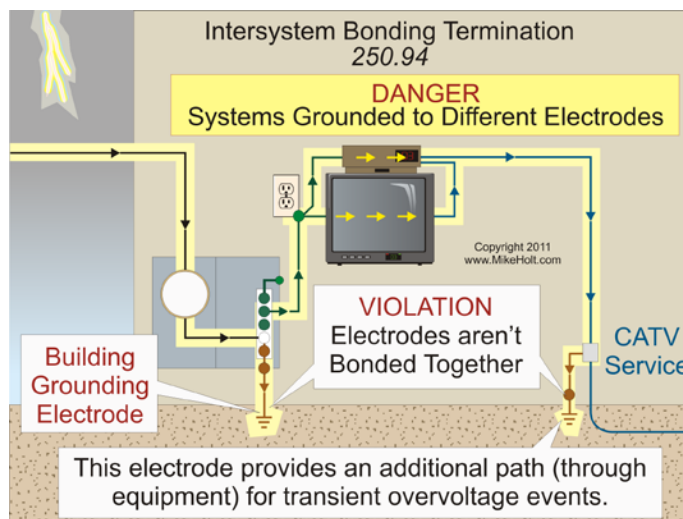 Intersystem Bonding Termination
250.94
DANGER
Systems Grounded to Different Electrodes
Copyright 2011
www.MikeHolt.com
VIOLATION
Electrodes aren't
Bonded Together
Building
Grounding
Electrode
CATV
Service
This electrode provides an additional path (through
equipment) for transient overvoltage events.